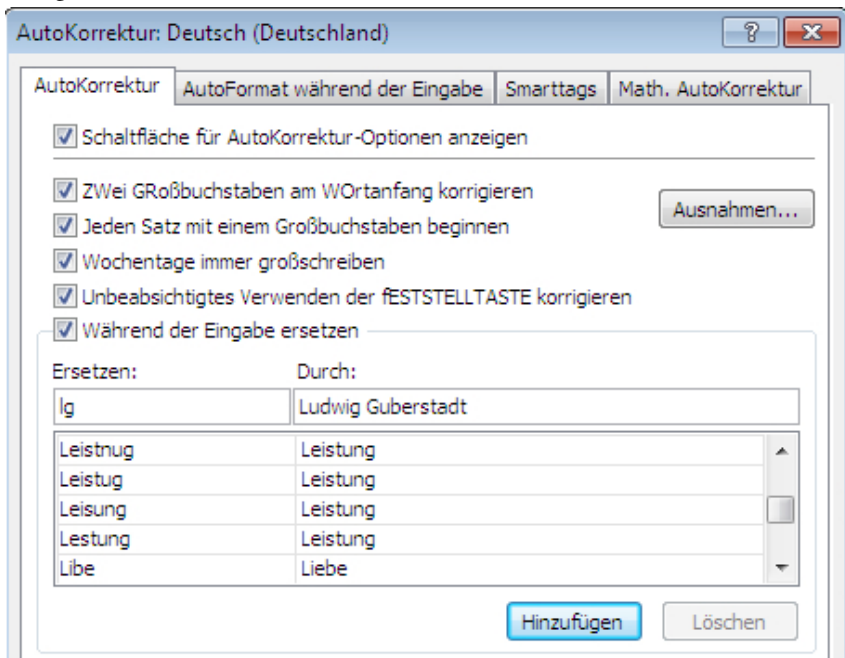 AutoKorrektur: Deutsch (Deutschland)
AutoKorrektur AutoFormat während der Eingabe Smarttags Math. AutoKorrektur
Schaltfläche für AutoKorrektur-Optionen anzeigen
ZWei GRoßbuchstaben am WOrtanfang korrigieren
Ausnahmen...
Jeden Satz mit einem Großbuchstaben beginnen
Wochentage immer großschreiben
Unbeabsichtigtes Verwenden der fESTSTELLTASTE korrigieren
Während der Eingabe ersetzen
Ersetzen: Durch:
lg Ludwig Guberstadt
Leistnug Leistung
Leistug Leistung
Leisung Leistung
Lestung Leistung
Libe Liebe
Hinzufügen Löschen